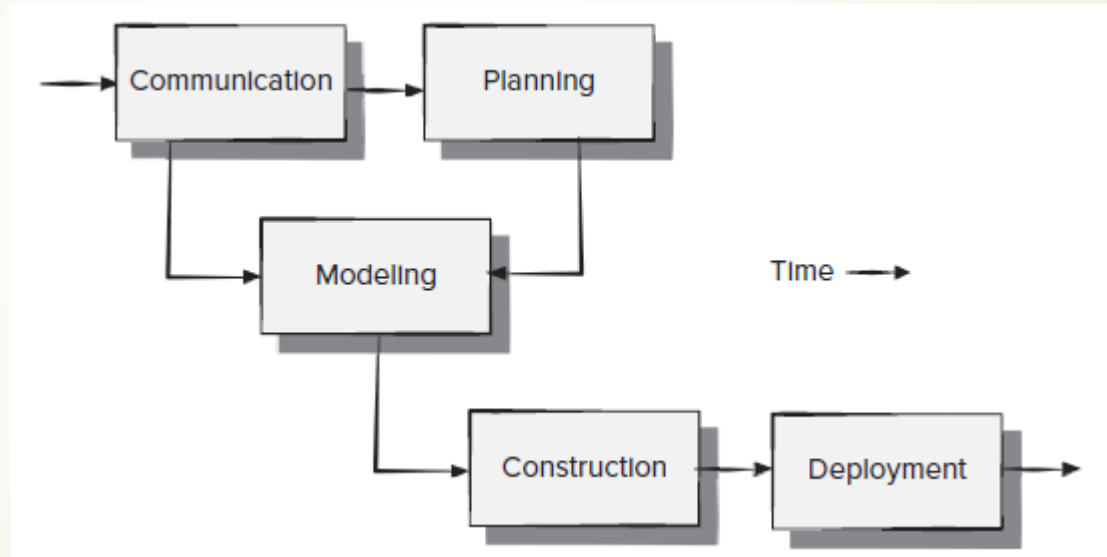 Communication
Planning
Modeling
Time
Construction
Deployment